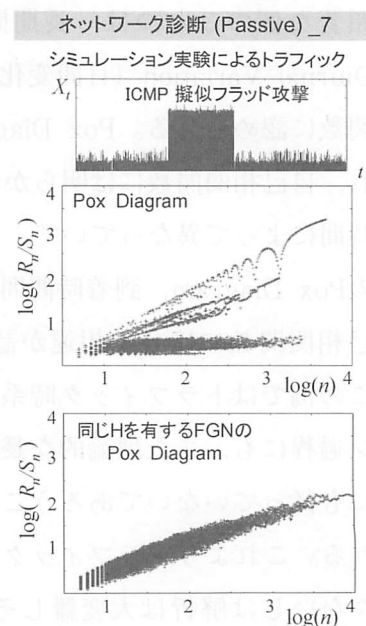 ネットワーク診断 (Passive) _7
シミュレーション実験によるトラフィック
X_t
ICMP 擬似フラッド攻撃
t
Pox Diagram
log(R_n/S_n)
4
3
2
1
1
2
3
4
log(n)
同じHを有するFGNの
Pox Diagram
log(R_n/S_n)
4
3
2
1
1
2
3
4
log(n)